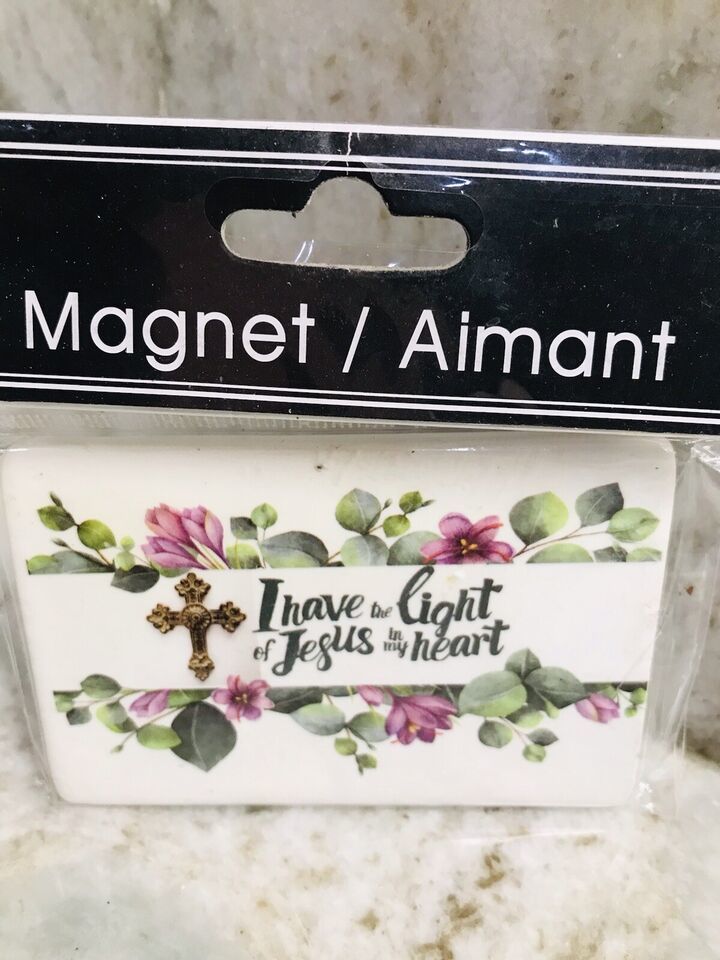 Magnet / Aimant
I have the light
of Jesus in my heart